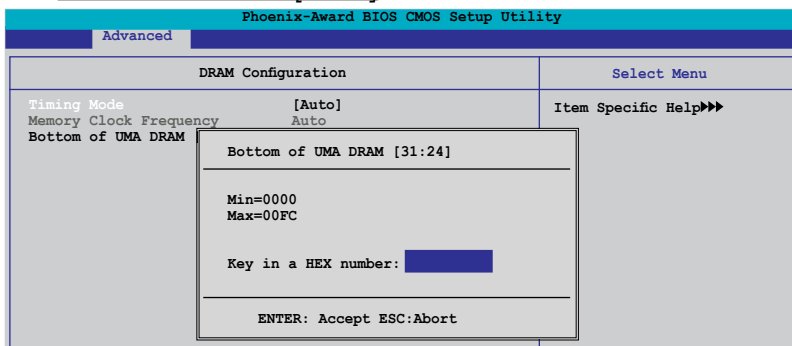 Phoenix-Award BIOS CMOS Setup Utility
Advanced
DRAM Configuration
Select Menu
Timing Mode [Auto]
Item Specific Help
Memory Clock Frequency Auto
Bottom of UMA DRAM [
Bottom of UMA DRAM [31:24]
Min=0000
Max=00FC
Key in a HEX number:
ENTER: Accept ESC:Abort